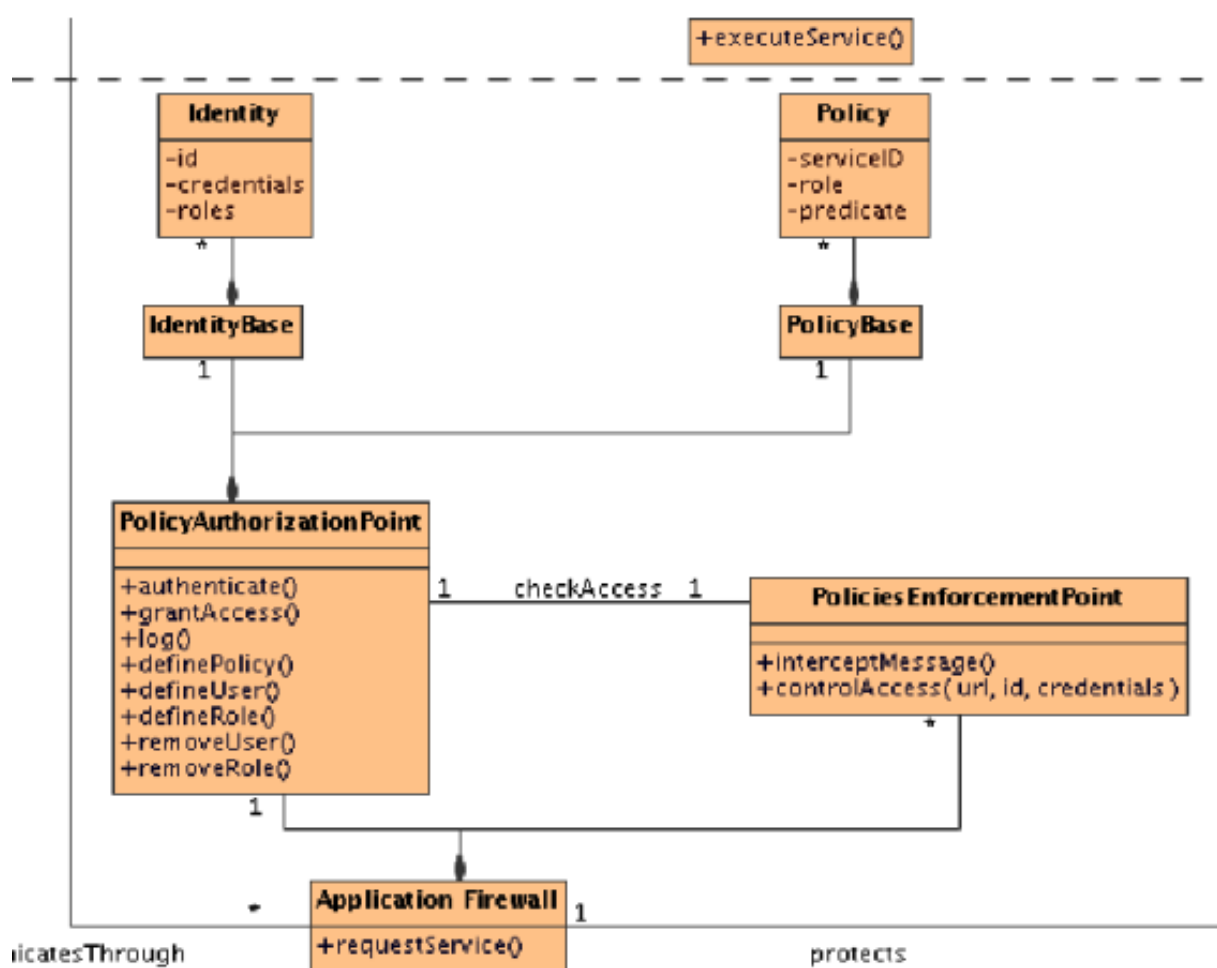 +executeService()
Identity
-id
-credentials
-roles
*
Policy
-serviceID
-role
-predicate
*
IdentityBase
1
PolicyBase
1
PolicyAuthorizationPoint
+authenticate()
+grantAccess()
+log()
+definePolicy()
+defineUser()
+defineRole()
+removeUser()
+removeRole()
1
1 checkAccess 1
PoliciesEnforcementPoint
+interceptMessage()
+controlAccess( url, id, credentials )
*
* Application Firewall 1
+requestService()
icatesThrough
protects